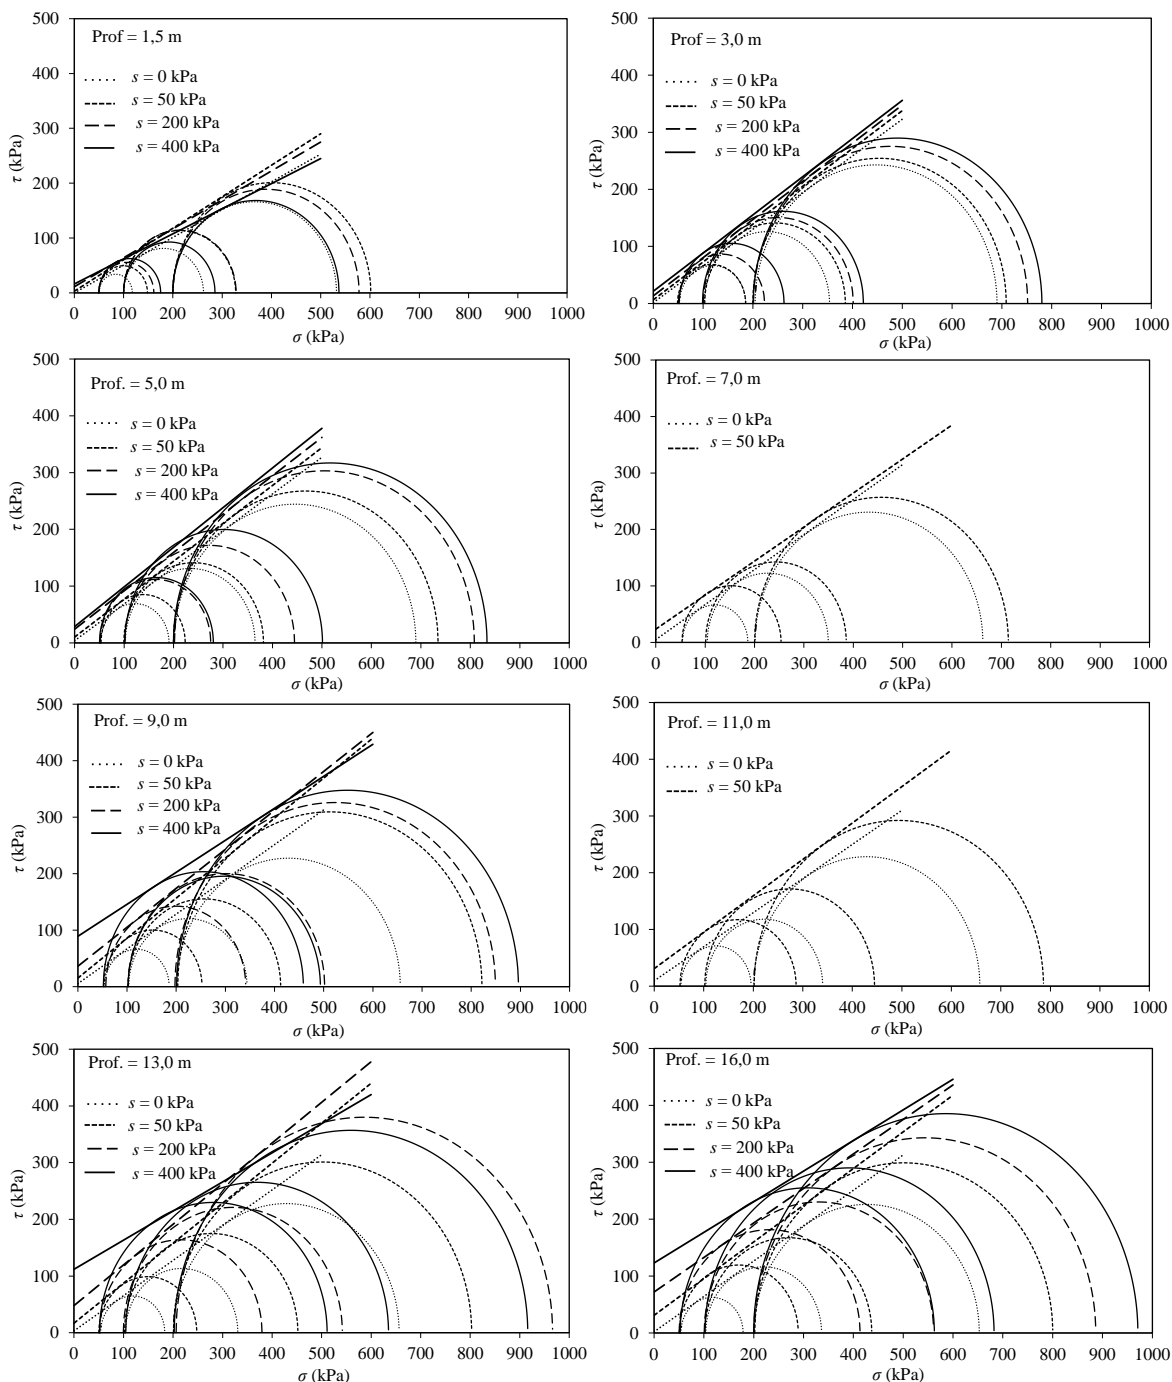 Prof = 1,5 m
s = 0 kPa
s = 50 kPa
s = 200 kPa
s = 400 kPa
500
400
300
200
100
0
τ (kPa)
0 100 200 300 400 500 600 700 800 900 1000
σ (kPa)
Prof = 3,0 m
s = 0 kPa
s = 50 kPa
s = 200 kPa
s = 400 kPa
500
400
300
200
100
0
τ (kPa)
0 100 200 300 400 500 600 700 800 900 1000
σ (kPa)
Prof. = 5,0 m
s = 0 kPa
s = 50 kPa
s = 200 kPa
s = 400 kPa
500
400
300
200
100
0
τ (kPa)
0 100 200 300 400 500 600 700 800 900 1000
σ (kPa)
Prof. = 7,0 m
s = 0 kPa
s = 50 kPa
500
400
300
200
100
0
τ (kPa)
0 100 200 300 400 500 600 700 800 900 1000
σ (kPa)
Prof. = 9,0 m
s = 0 kPa
s = 50 kPa
s = 200 kPa
s = 400 kPa
500
400
300
200
100
0
τ (kPa)
0 100 200 300 400 500 600 700 800 900 1000
σ (kPa)
Prof. = 11,0 m
s = 0 kPa
s = 50 kPa
500
400
300
200
100
0
τ (kPa)
0 100 200 300 400 500 600 700 800 900 1000
σ (kPa)
Prof. = 13,0 m
s = 0 kPa
s = 50 kPa
s = 200 kPa
s = 400 kPa
500
400
300
200
100
0
τ (kPa)
0 100 200 300 400 500 600 700 800 900 1000
σ (kPa)
Prof. = 16,0 m
s = 0 kPa
s = 50 kPa
s = 200 kPa
s = 400 kPa
500
400
300
200
100
0
τ (kPa)
0 100 200 300 400 500 600 700 800 900 1000
σ (kPa)